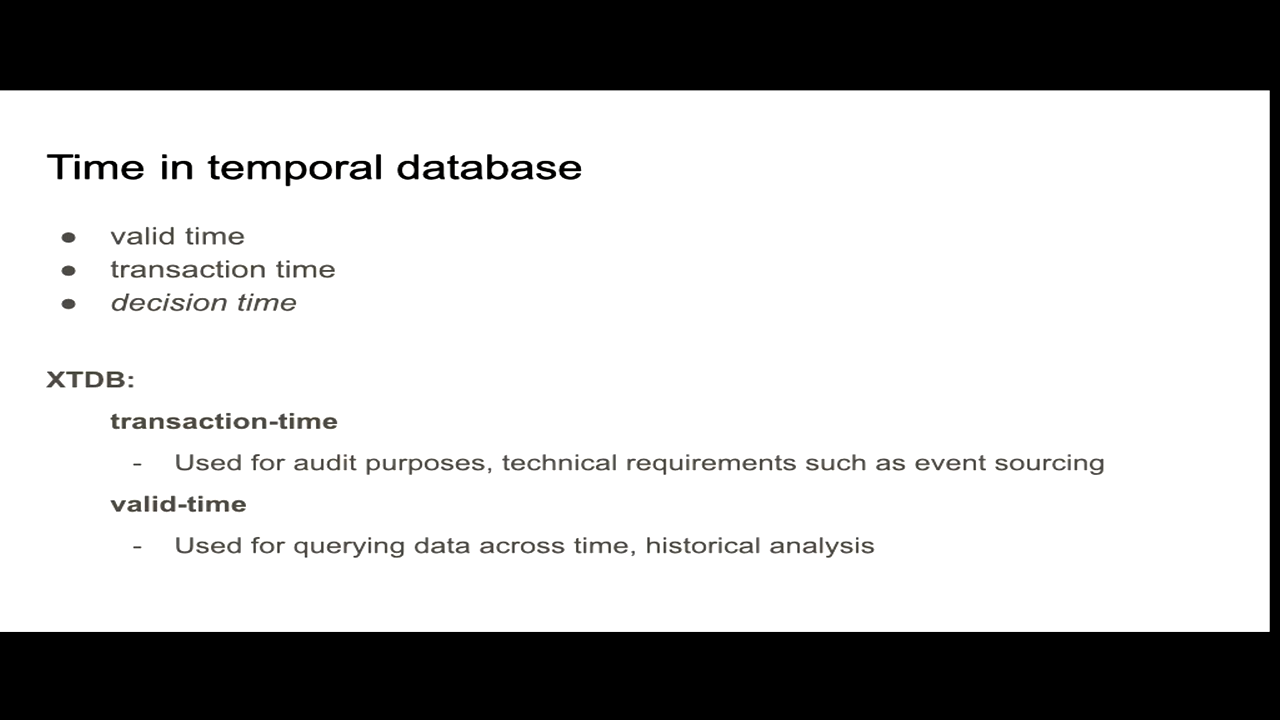 Time in temporal database
● valid time
● transaction time
● decision time
XTDB:
transaction-time
- Used for audit purposes, technical requirements such as event sourcing
valid-time
- Used for querying data across time, historical analysis